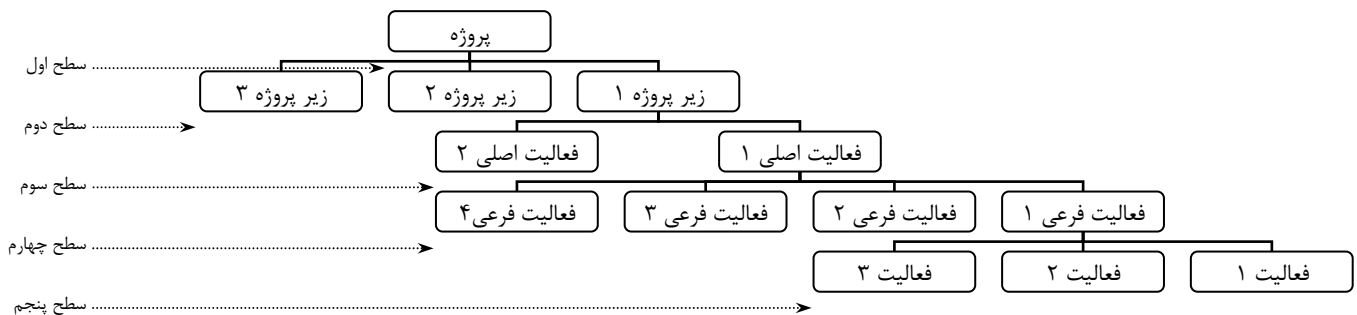 پروژه
سطح اول
زیر پروژه ۱
زیر پروژه ۲
زیر پروژه ۳
سطح دوم
فعالیت اصلی ۱
فعالیت اصلی ۲
سطح سوم
فعالیت فرعی ۱
فعالیت فرعی ۲
فعالیت فرعی ۳
فعالیت فرعی۴
سطح چهارم
فعالیت ۱
فعالیت ۲
فعالیت ۳
سطح پنجم